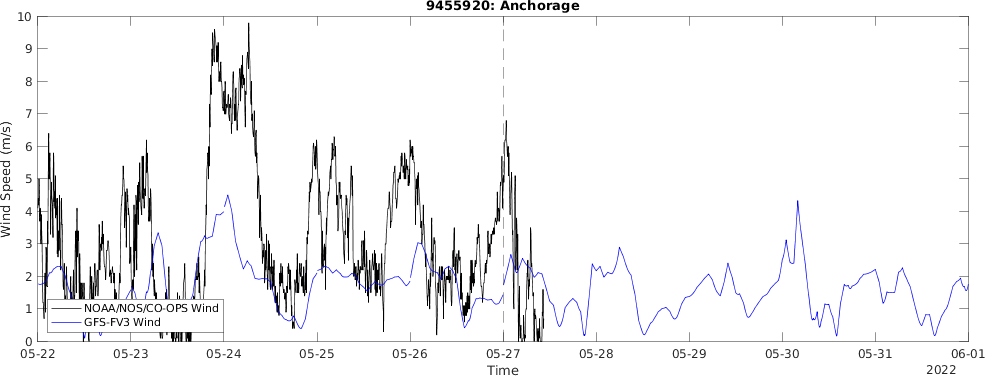 9455920: Anchorage
10
9
8
7
6
5
4
3
2
1
0
Wind Speed (m/s)
NOAA/NOS/CO-OPS Wind
GFS-FV3 Wind
05-22 05-23 05-24 05-25 05-26 05-27 05-28 05-29 05-30 05-31 06-01
Time
2022